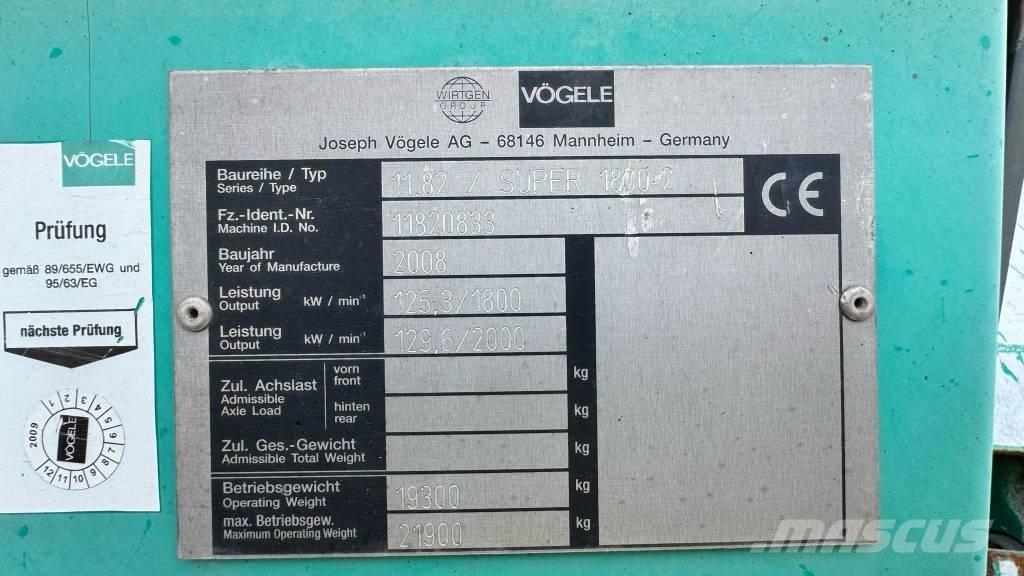 WIRTGEN
GROUP
VÖGELE
Joseph Vögele AG – 68146 Mannheim – Germany
Baureihe / Typ
Series / Type
11.82 / SUPER 1800-2
Fz.-Ident.-Nr.
Machine I.D. No.
11820833
Baujahr
Year of Manufacture
2008
Leistung
Output
kW / min⁻¹
125,3/1800
Leistung
Output
kW / min⁻¹
129,6/2000
Zul. Achslast
Admissible
Axle Load
vorn
front
kg
hinten
rear
kg
Zul. Ges.-Gewicht
Admissible Total Weight
kg
Betriebsgewicht
Operating Weight
19300
kg
max. Betriebsgew.
Maximum Operating Weight
21900
kg
CE
VÖGELE
Prüfung
gemäß 89/655/EWG und
95/63/EG
nächste Prüfung
2009
1 2 3 4 5 6 7 8 9 10 11 12
VÖGELE
MASCUS